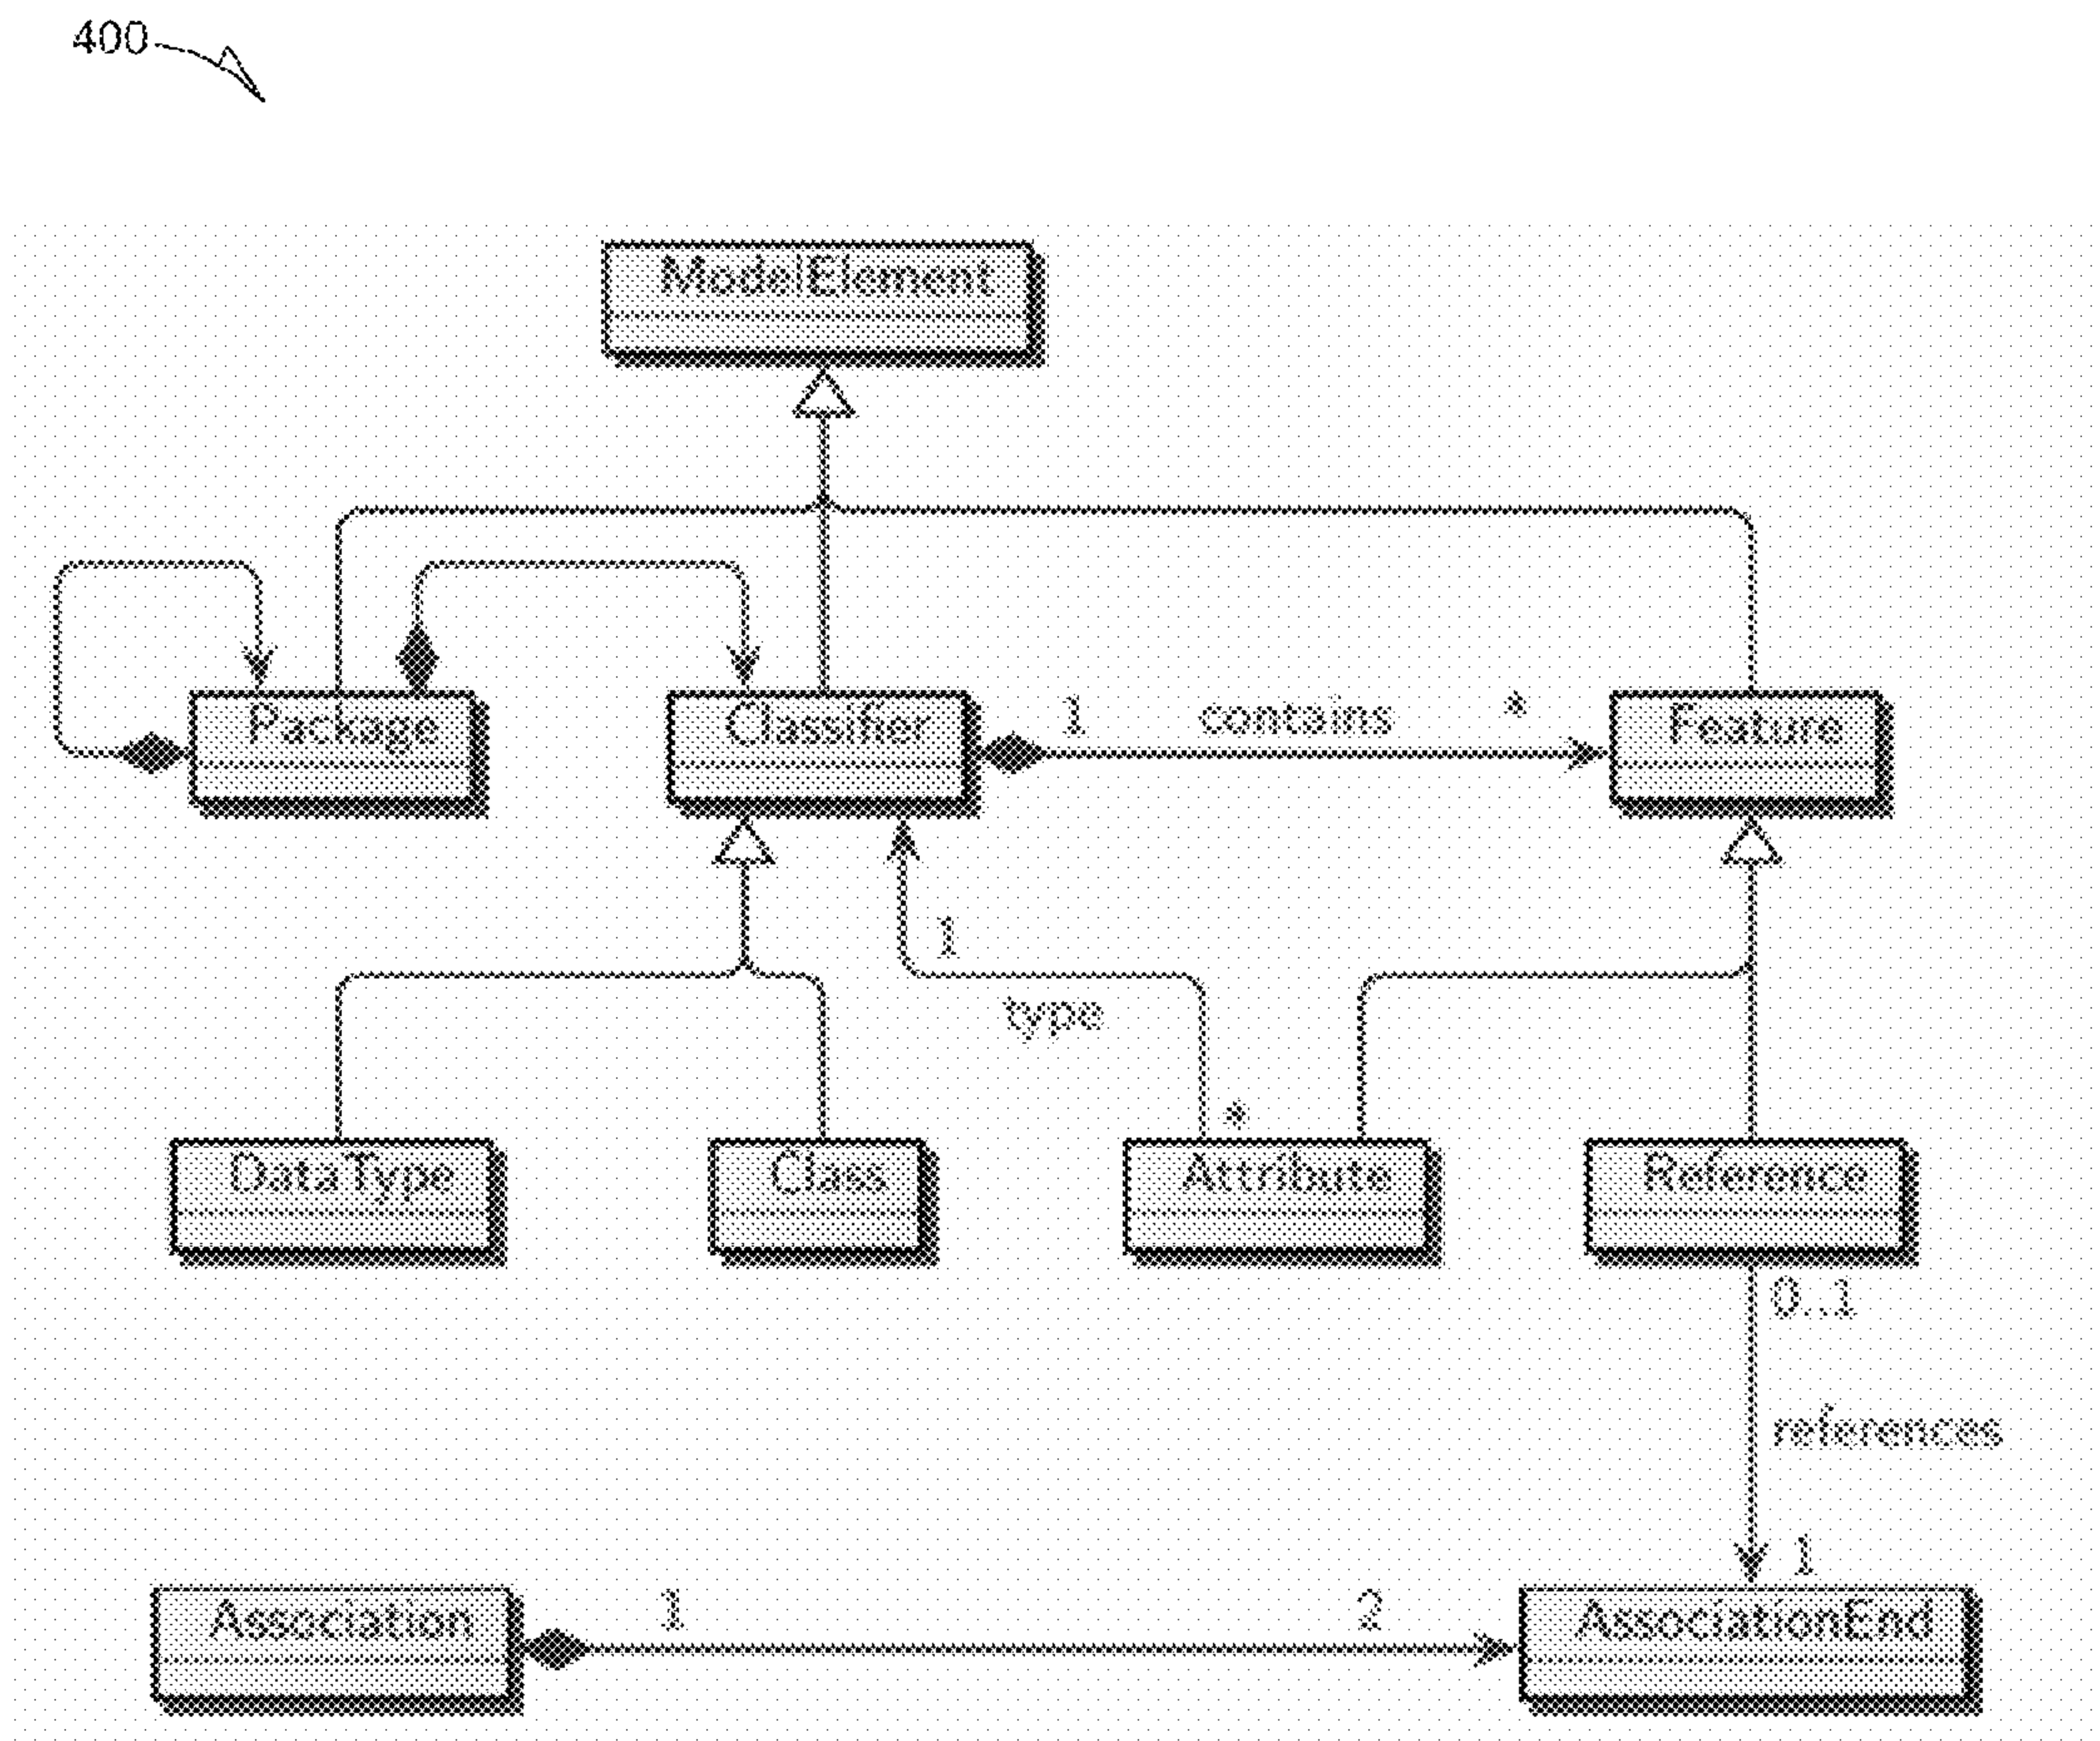 400
ModelElement
Package
Classifier
1 contains *
Feature
1
type
*
DataType
Class
Attribute
Reference
0..1
references
1
Association
1
2
AssociationEnd